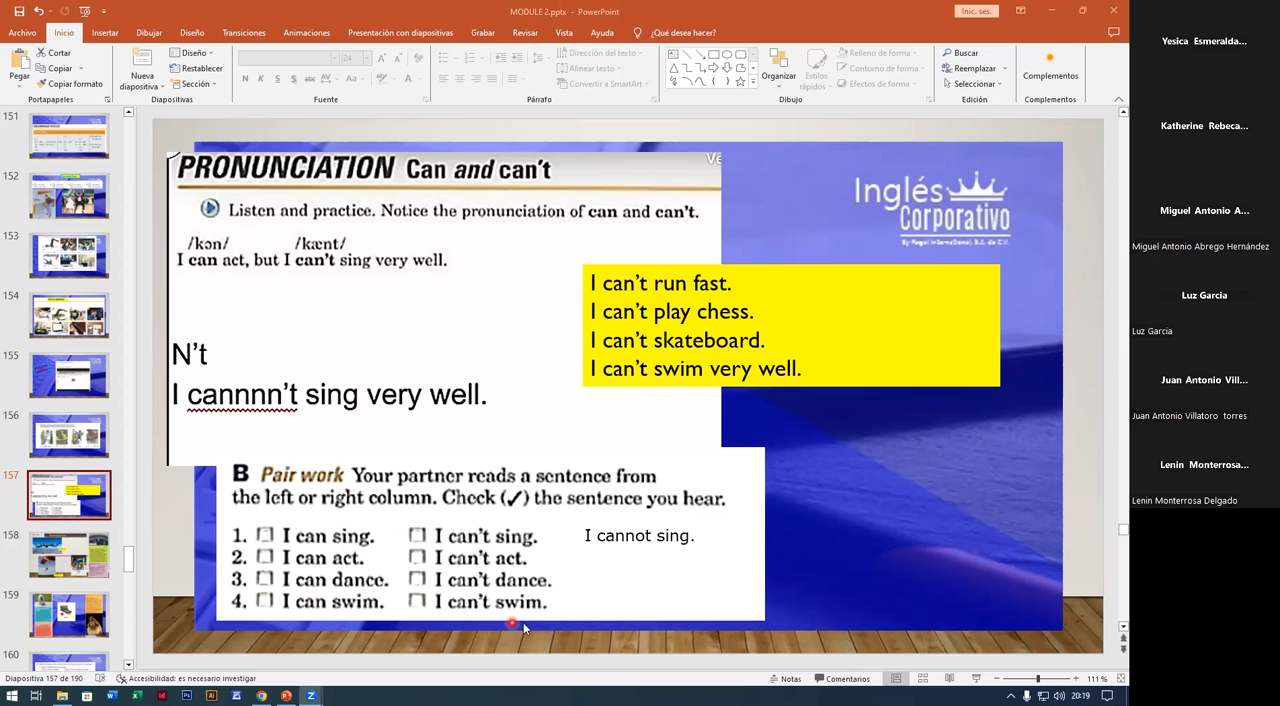 MODULE 2.pptx - PowerPoint
Inic. ses.
Archivo Inicio Insertar Dibujar Diseño Transiciones Animaciones Presentación con diapositivas Grabar Revisar Vista Ayuda ¿Qué desea hacer?
Pegar
Cortar
Copiar
Copiar formato
Portapapeles
Nueva diapositiva
Diseño
Restablecer
Sección
Diapositivas
24
N K S S abc AV Aa A
Fuente
Dirección del texto
Alinear texto
Convertir a SmartArt
Párrafo
Organizar
Estilos rápidos
Relleno de forma
Contorno de forma
Efectos de forma
Dibujo
Buscar
Reemplazar
Seleccionar
Edición
Complementos
Complementos
151
152
153
154
155
156
157
158
159
160
PRONUNCIATION Can and can't
Listen and practice. Notice the pronunciation of can and can't.
/kən/ /kænt/
I can act, but I can't sing very well.
N't
I cannnn't sing very well.
Inglés
Corporativo
By Regal International, S.A. de C.V.
I can't run fast.
I can't play chess.
I can't skateboard.
I can't swim very well.
B Pair work Your partner reads a sentence from
the left or right column. Check (✓) the sentence you hear.
1. I can sing. I can't sing. I cannot sing.
2. I can act. I can't act.
3. I can dance. I can't dance.
4. I can swim. I can't swim.
Yesica Esmeralda...
Katherine Rebeca...
Miguel Antonio A...
Miguel Antonio Abrego Hernández
Luz Garcia
Luz Garcia
Juan Antonio Vill...
Juan Antonio Villatoro torres
Lenin Monterrosa...
Lenin Monterrosa Delgado
Diapositiva 157 de 190 Accesibilidad: es necesario investigar Notas Comentarios 111 %
20:19